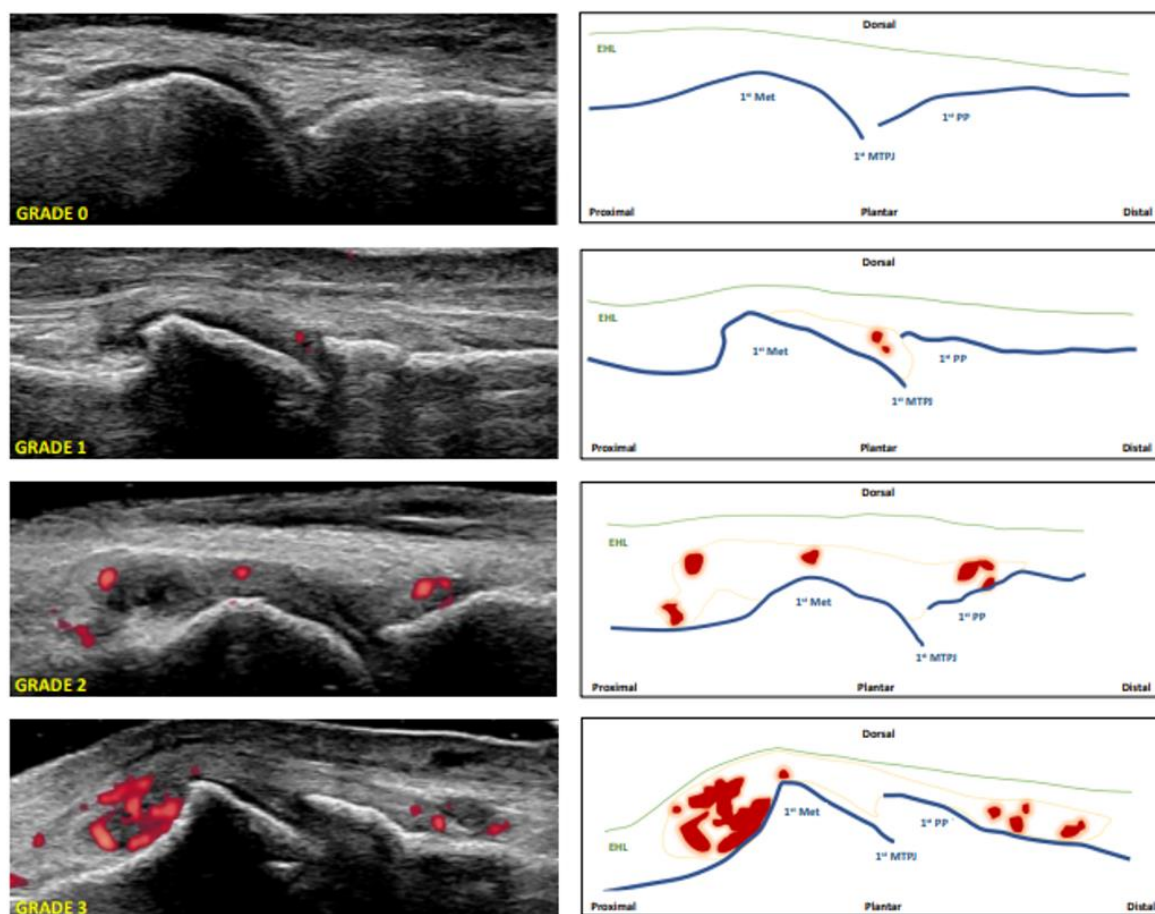 GRADE 0
Dorsal
EHL
1st Met
1st PP
1st MTPJ
Proximal Plantar Distal
GRADE 1
Dorsal
EHL
1st Met
1st PP
1st MTPJ
Proximal Plantar Distal
GRADE 2
Dorsal
EHL
1st Met
1st PP
1st MTPJ
Proximal Plantar Distal
GRADE 3
Dorsal
1st Met
1st PP
EHL
1st MTPJ
Proximal Plantar Distal